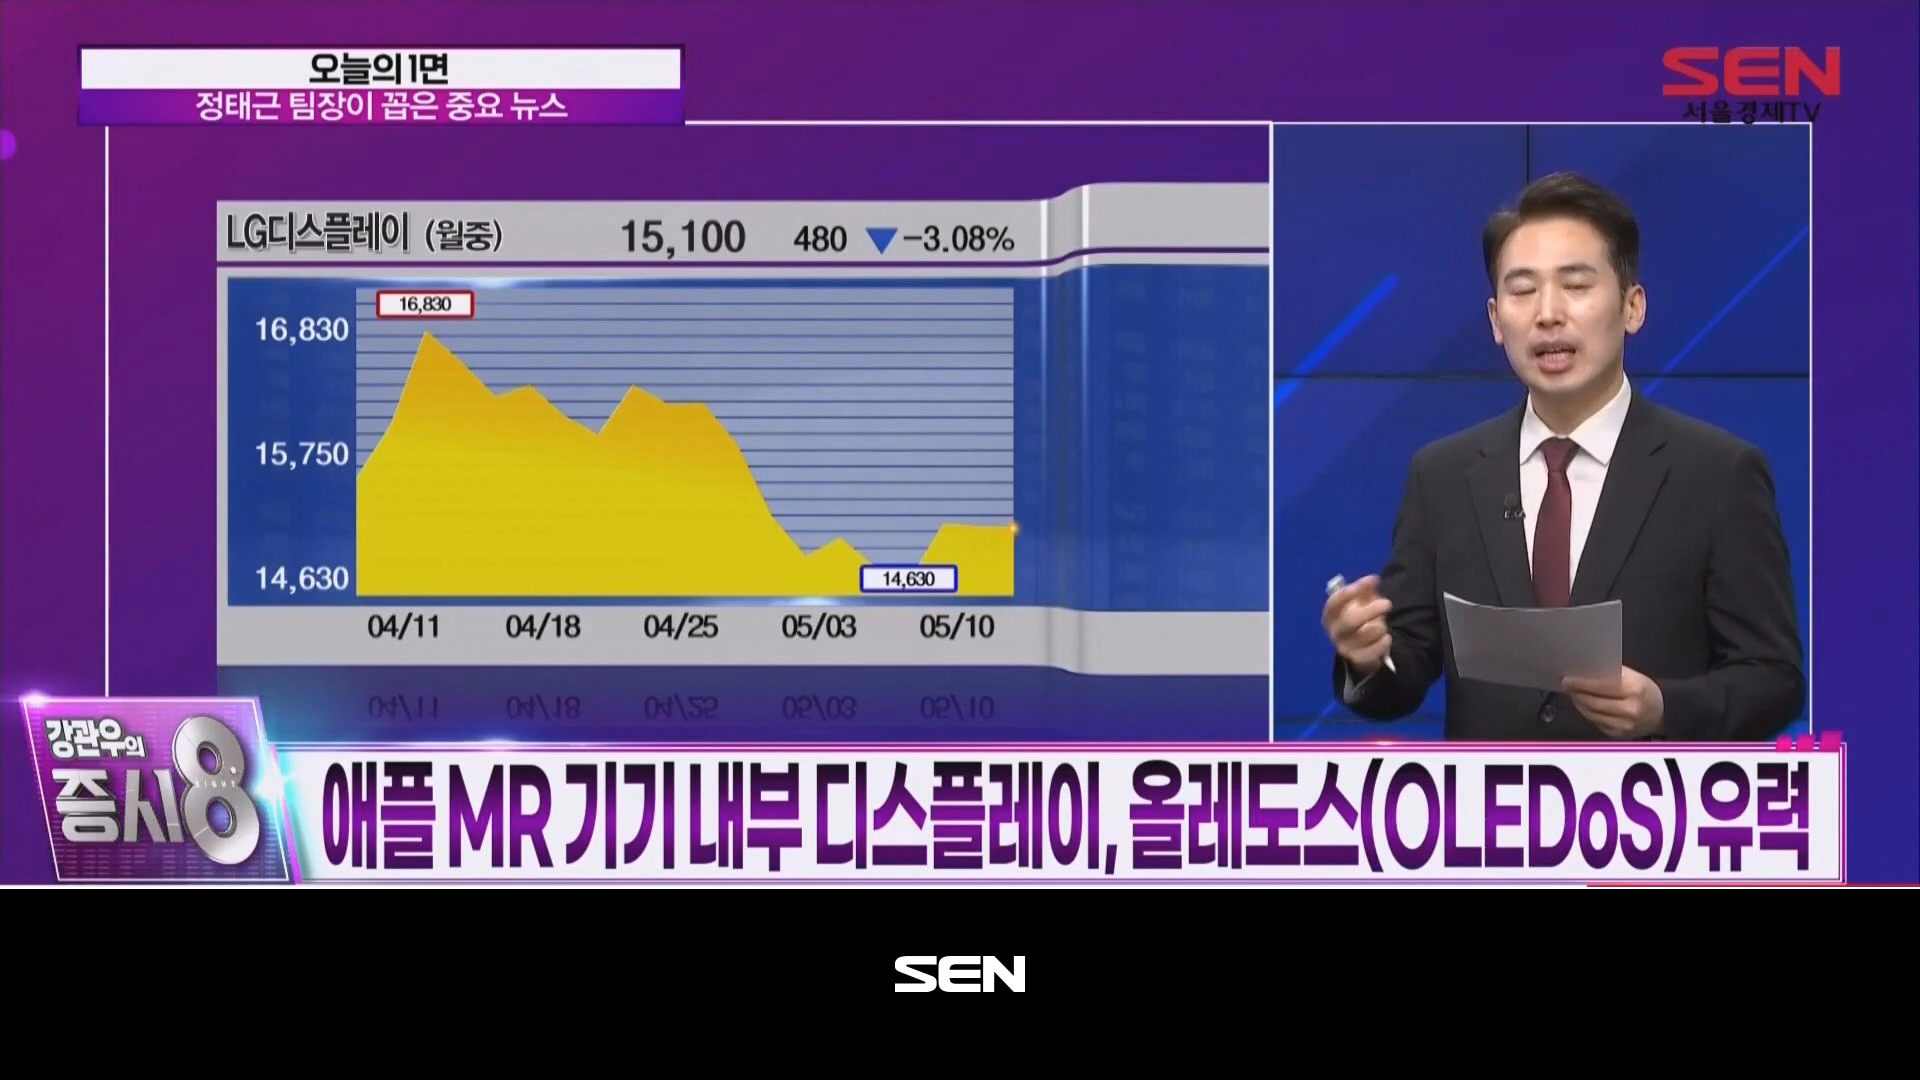 오늘의 1면
정태근 팀장이 꼽은 중요 뉴스
SEN
서울경제TV
LG디스플레이 (월중) 15,100 480 ▼ -3.08%
16,830
16,830
15,750
14,630
14,630
04/11 04/18 04/25 05/03 05/10
강관우의
증시8
EIGHT
애플 MR 기기 내부 디스플레이, 올레도스(OLEDoS) 유력
SEN